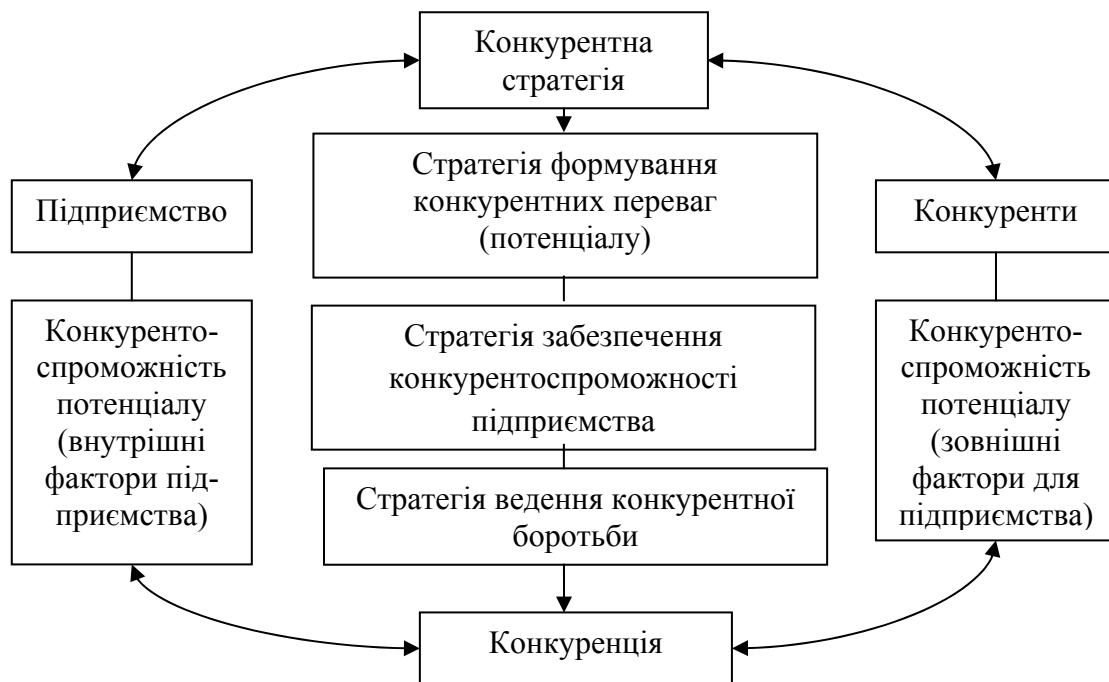 Конкурентна
стратегія
Стратегія формування
конкурентних переваг
(потенціалу)
Підприємство
Конкуренти
Стратегія забезпечення
конкурентоспроможності
підприємства
Конкуренто-
спроможність
потенціалу
(внутрішні
фактори під-
приємства)
Конкуренто-
спроможність
потенціалу
(зовнішні
фактори для
підприємства)
Стратегія ведення конкурентної
боротьби
Конкуренція